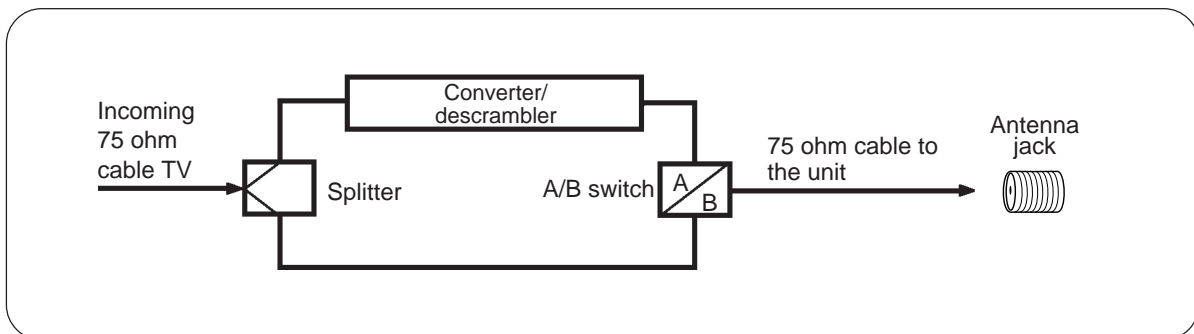 Incoming
75 ohm
cable TV
Splitter
Converter/
descrambler
A/B switch
A
B
75 ohm cable to
the unit
Antenna
jack